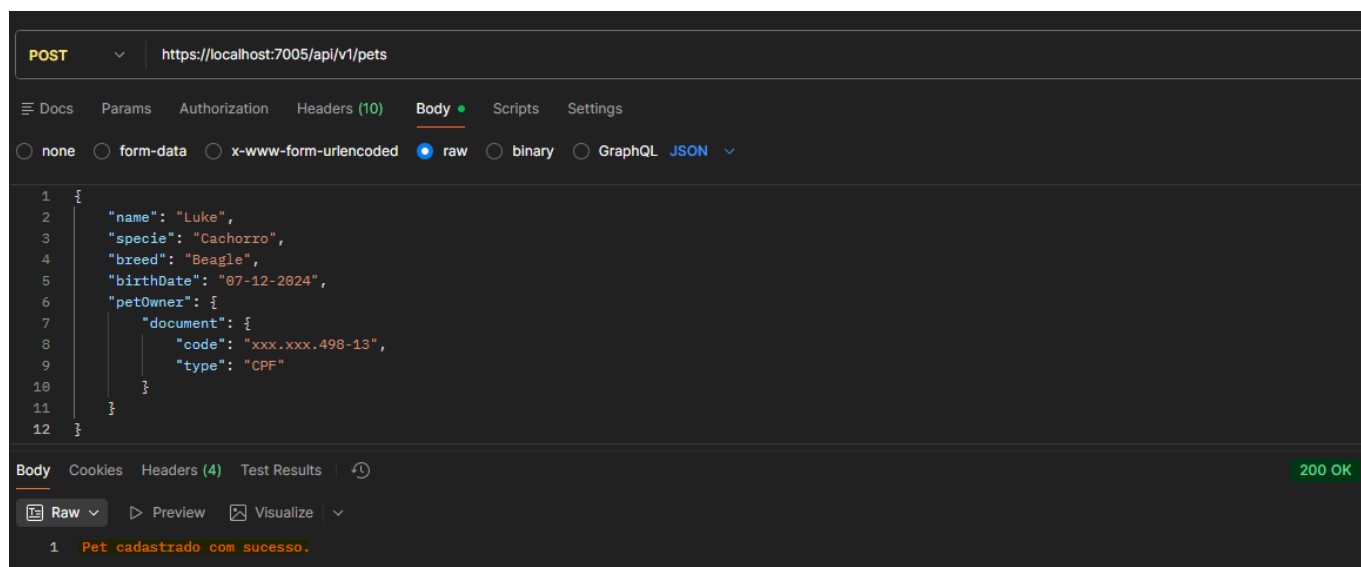 POST https://localhost:7005/api/v1/pets
Docs Params Authorization Headers (10) Body Scripts Settings
none form-data x-www-form-urlencoded raw binary GraphQL JSON
1 {
2 "name": "Luke",
3 "specie": "Cachorro",
4 "breed": "Beagle",
5 "birthDate": "07-12-2024",
6 "petOwner": {
7 "document": {
8 "code": "xxx.xxx.498-13",
9 "type": "CPF"
10 }
11 }
12 }
Body Cookies Headers (4) Test Results 200 OK
Raw Preview Visualize
1 Pet cadastrado com sucesso.